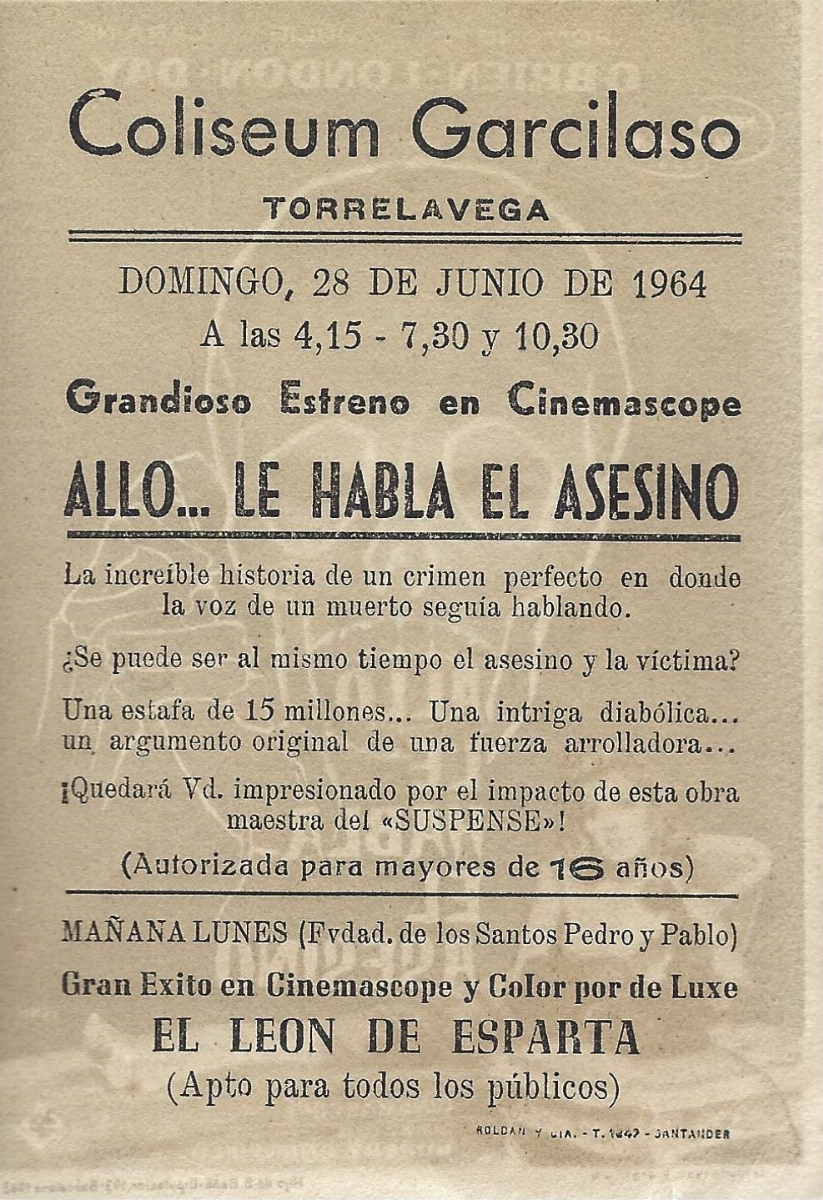 Coliseum Garcilaso
TORRELAVEGA
DOMINGO, 28 DE JUNIO DE 1964
A las 4,15 - 7,30 y 10,30
Grandioso Estreno en Cinemascope
ALLO... LE HABLA EL ASESINO
La increíble historia de un crimen perfecto en donde
la voz de un muerto seguía hablando.
¿Se puede ser al mismo tiempo el asesino y la víctima?
Una estafa de 15 millones... Una intriga diabólica...
un argumento original de una fuerza arrolladora...
¡Quedará Vd. impresionado por el impacto de esta obra
maestra del «SUSPENSE»!
(Autorizada para mayores de 16 años)
MAÑANA LUNES (Fvdad. de los Santos Pedro y Pablo)
Gran Exito en Cinemascope y Color por de Luxe
EL LEON DE ESPARTA
(Apto para todos los públicos)
ROLDAN Y CIA. - T. - SANTANDER